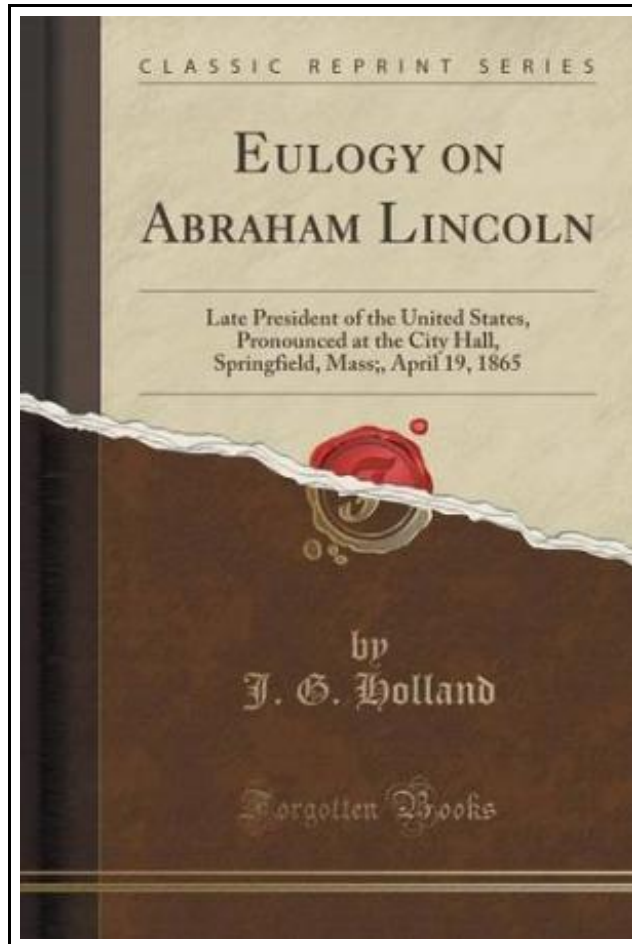 CLASSIC REPRINT SERIES
EULOGY ON
ABRAHAM LINCOLN
Late President of the United States,
Pronounced at the City Hall,
Springfield, Mass;, April 19, 1865
by
J. G. Holland
Forgotten Books